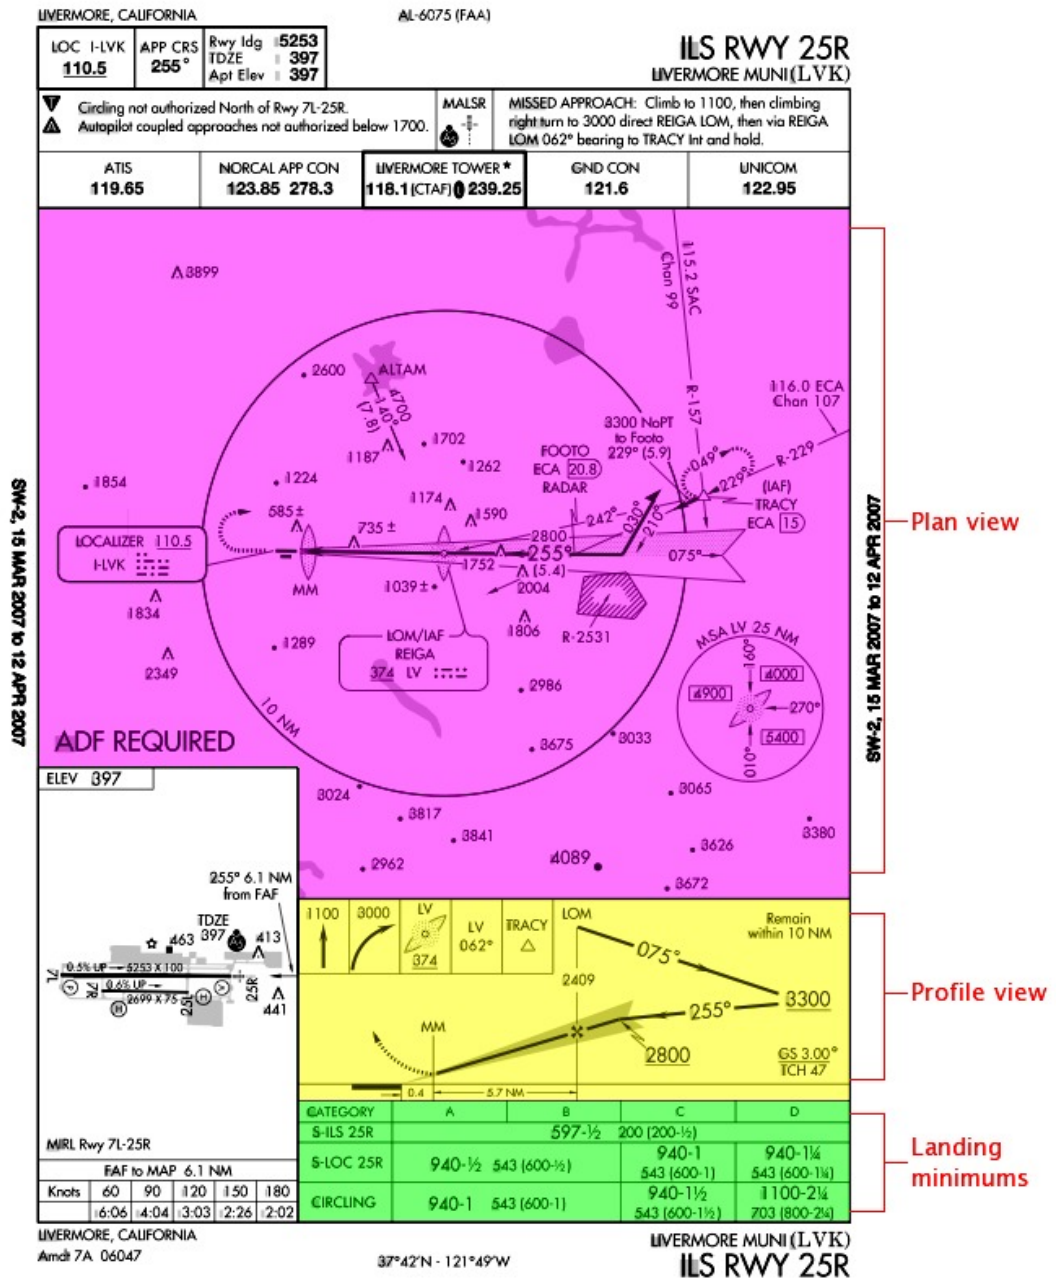 LIVERMORE, CALIFORNIA
AL-6075 (FAA)
LOC I-LVK
110.5
APP CRS
255°
Rwy ldg 5253
TDZE 397
Apt Elev 397
ILS RWY 25R
LIVERMORE MUNI (LVK)
T
A
Circling not authorized North of Rwy 7L-25R.
Autopilot coupled approaches not authorized below 1700.
MALSR
MISSED APPROACH: Climb to 1100, then climbing
right turn to 3000 direct REIGA LOM, then via REIGA
LOM 062° bearing to TRACY Int and hold.
ATIS
119.65
NORCAL APP CON
123.85 278.3
LIVERMORE TOWER*
118.1 (CTAF) 239.25
GND CON
121.6
UNICOM
122.95
3899
115.2 SAC
Chan 99
R-157
2600
ALTAM
4700
140°
(7.8)
1702
1187
1262
116.0 ECA
Chan 107
R-229
3300 NoPT
to Footo
229° (5.9)
FOOTO
ECA 20.8
RADAR
049°
229°
(IAF)
TRACY
ECA 15
1854
1224
585±
1174
1590
735±
242°
030°
210°
2800
255°
(5.4)
075°
LOCALIZER 110.5
I-LVK
MM
1752
1039±
2004
1834
1806
R-2531
1289
2349
LOM/IAF
REIGA
374 LV
MSA LV 25 NM
160°
4000
4900
270°
5400
010°
2986
10 NM
3675
3033
ADF REQUIRED
3024
3817
3841
3065
3380
3626
2962
4089
3672
SW-2, 15 MAR 2007 to 12 APR 2007
SW-2, 15 MAR 2007 to 12 APR 2007
Plan view
ELEV 397
255° 6.1 NM
from FAF
TDZE
397
463
413
0.5% UP 5253 X 100
0.6% UP
2699 X 75
7L
7R
25L
25R
441
P
H
H
MIRL Rwy 7L-25R
FAF to MAP 6.1 NM
Knots 60 90 120 150 180
6:06 4:04 3:03 2:26 2:02
1100
3000
LV
374
LV
062°
TRACY
LOM
Remain
within 10 NM
075°
2409
3300
255°
MM
2800
GS 3.00°
TCH 47
0.4
5.7 NM
Profile view
CATEGORY A B C D
S-ILS 25R 597-½ 200 (200-½)
S-LOC 25R 940-½ 543 (600-½) 940-1 543 (600-1) 940-1¼ 543 (600-1¼)
CIRCLING 940-1 543 (600-1) 940-1½ 543 (600-1½) 1100-2¼ 703 (800-2¼)
Landing
minimums
LIVERMORE, CALIFORNIA
Amdt 7A 06047
37°42'N - 121°49'W
LIVERMORE MUNI (LVK)
ILS RWY 25R